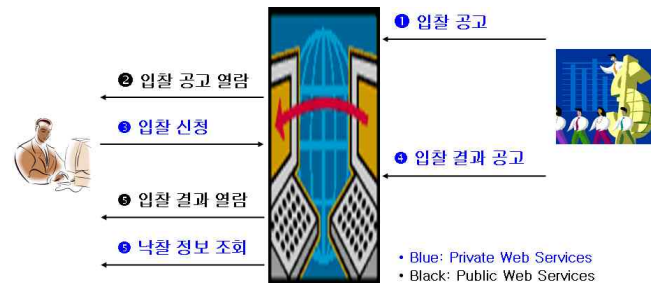 ❶ 입찰 공고
❷ 입찰 공고 열람
❸ 입찰 신청
❹ 입찰 결과 공고
❺ 입찰 결과 열람
❺ 낙찰 정보 조회
• Blue: Private Web Services
• Black: Public Web Services